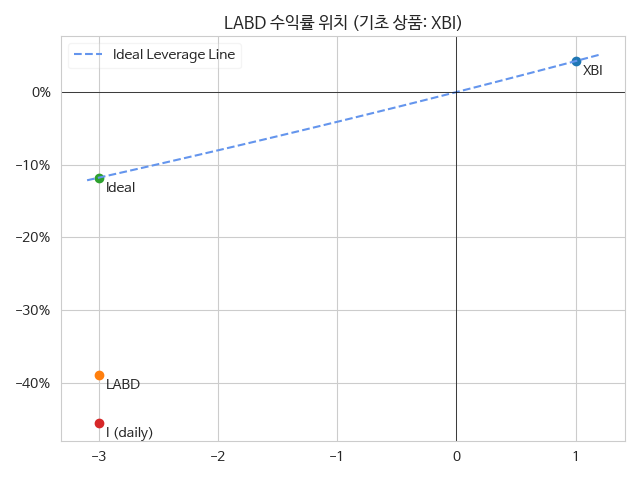 LABD 수익률 위치 (기초 상품: XBI)
Ideal Leverage Line
XBI
0%
−10%
Ideal
−20%
−30%
−40%
LABD
I (daily)
−3
−2
−1
0
1